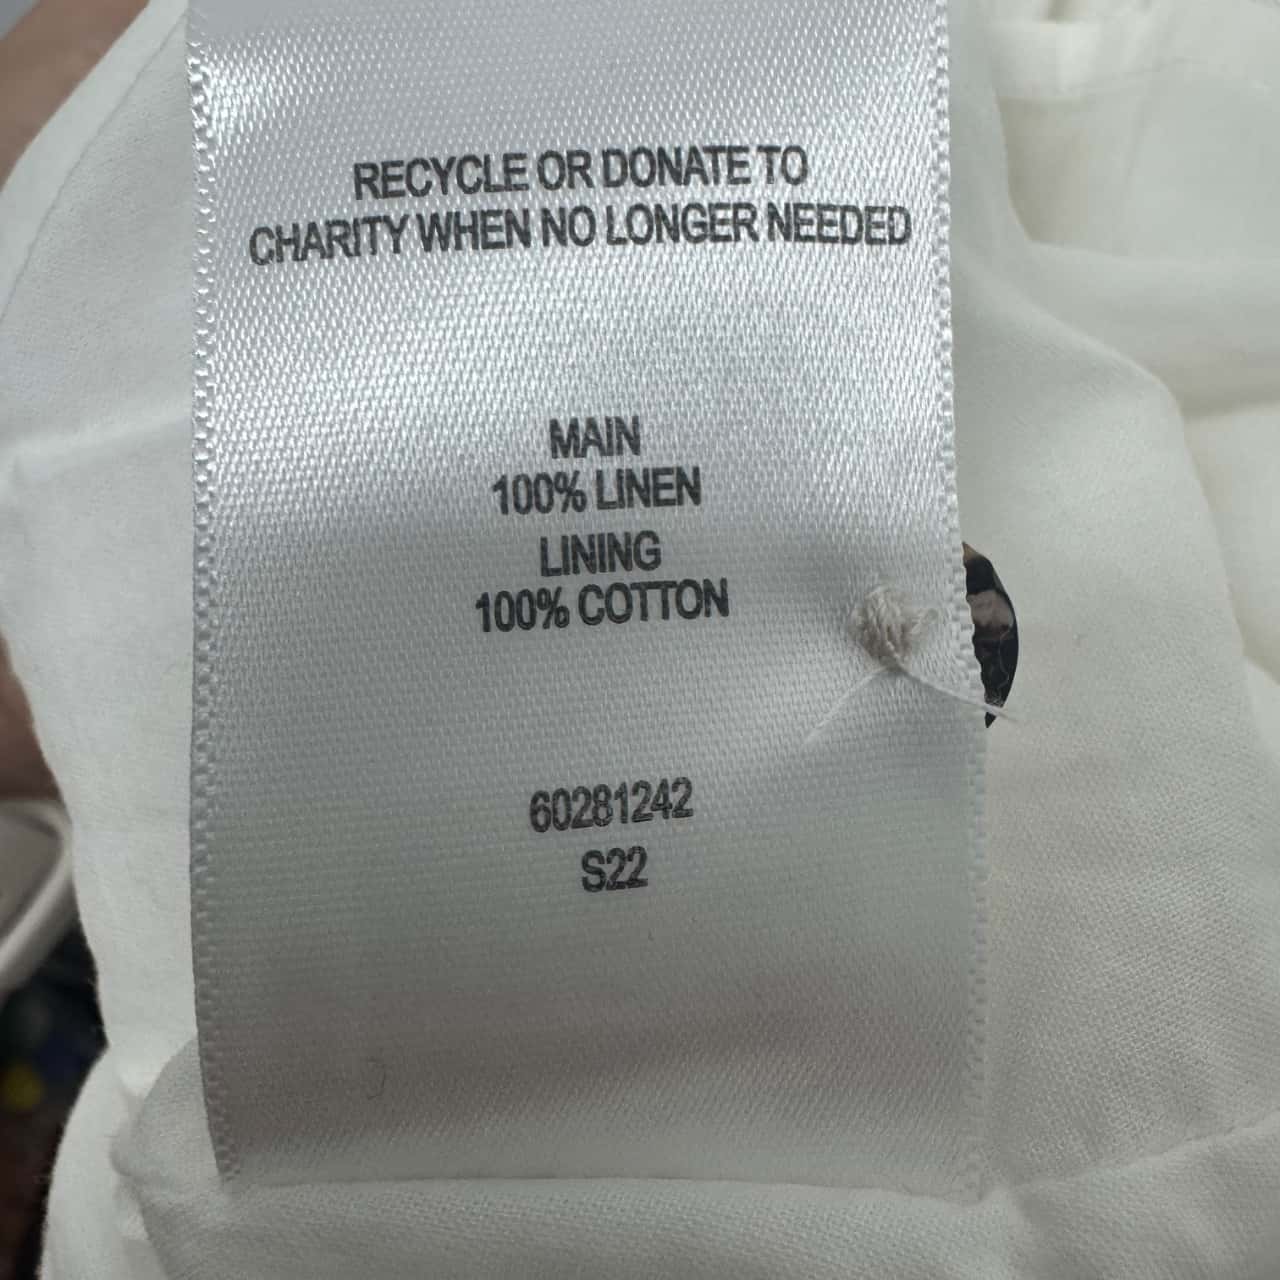 RECYCLE OR DONATE TO
CHARITY WHEN NO LONGER NEEDED
MAIN
100% LINEN
LINING
100% COTTON
60281242
S22